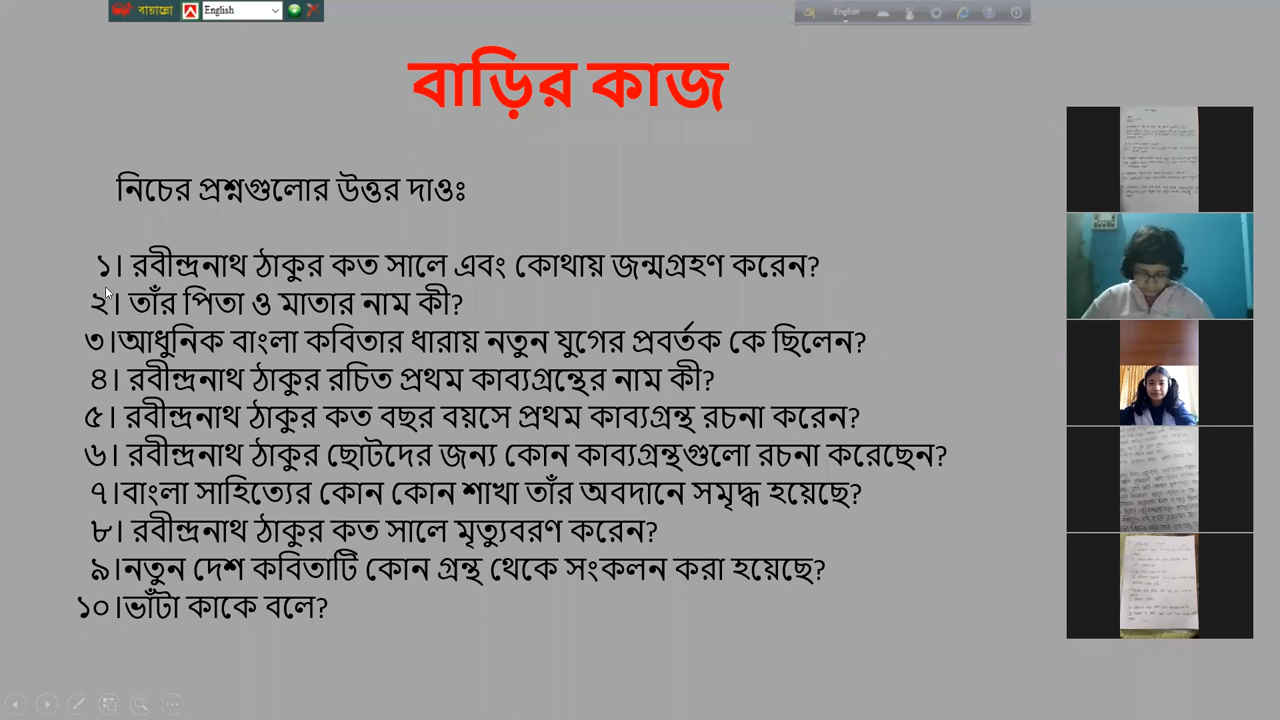 বায়ান্নো English
English
বাড়ির কাজ
নিচের প্রশ্নগুলোর উত্তর দাওঃ
১। রবীন্দ্রনাথ ঠাকুর কত সালে এবং কোথায় জন্মগ্রহণ করেন?
২। তাঁর পিতা ও মাতার নাম কী?
৩।আধুনিক বাংলা কবিতার ধারায় নতুন যুগের প্রবর্তক কে ছিলেন?
৪। রবীন্দ্রনাথ ঠাকুর রচিত প্রথম কাব্যগ্রন্থের নাম কী?
৫। রবীন্দ্রনাথ ঠাকুর কত বছর বয়সে প্রথম কাব্যগ্রন্থ রচনা করেন?
৬। রবীন্দ্রনাথ ঠাকুর ছোটদের জন্য কোন কাব্যগ্রন্থগুলো রচনা করেছেন?
৭।বাংলা সাহিত্যের কোন কোন শাখা তাঁর অবদানে সমৃদ্ধ হয়েছে?
৮। রবীন্দ্রনাথ ঠাকুর কত সালে মৃত্যুবরণ করেন?
৯।নতুন দেশ কবিতাটি কোন গ্রন্থ থেকে সংকলন করা হয়েছে?
১০।ভাঁটা কাকে বলে?